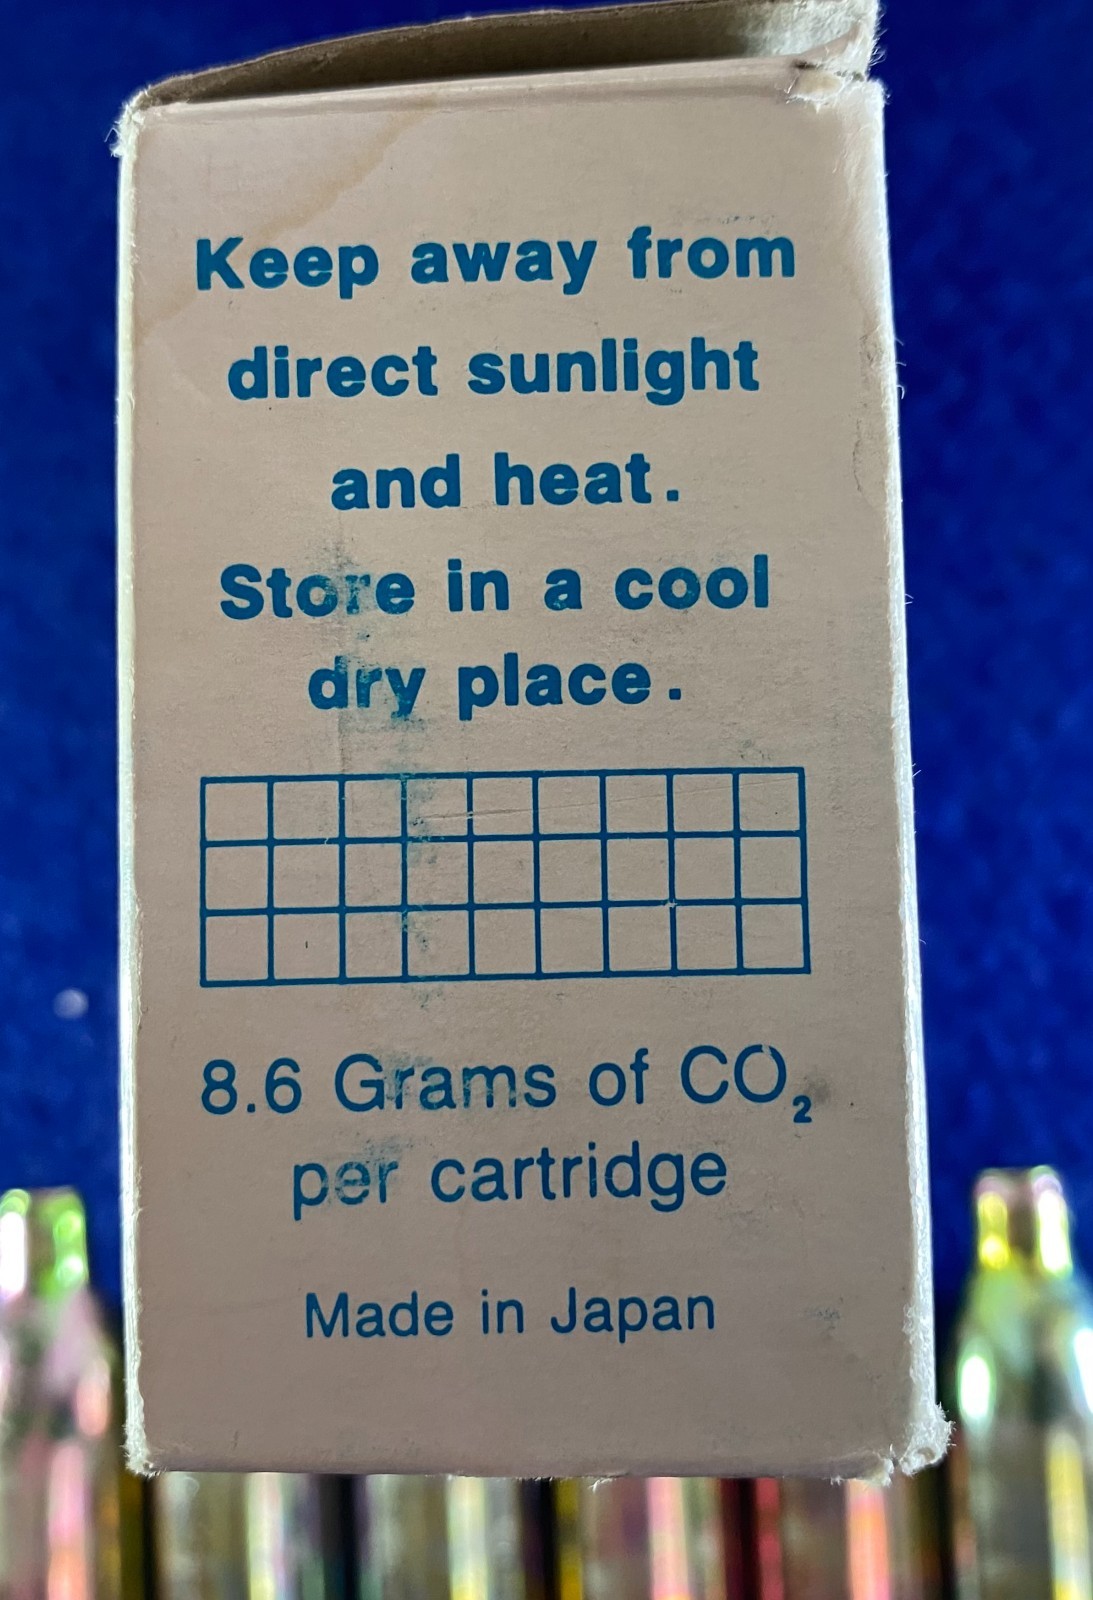 Keep away from
direct sunlight
and heat.
Store in a cool
dry place.
8.6 Grams of CO₂
per cartridge
Made in Japan